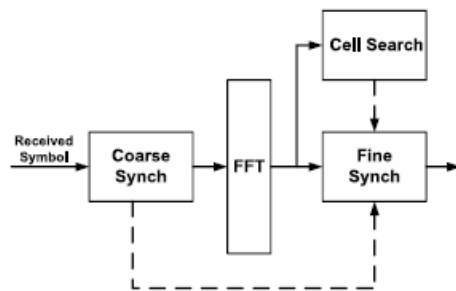 Cell Search
Received
Symbol
Coarse
Synch
FFT
Fine
Synch